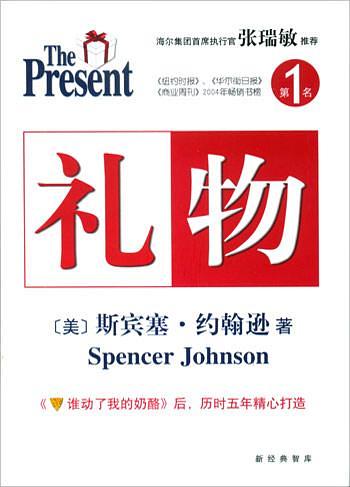 The
Present
海尔集团首席执行官 张瑞敏 推荐
《纽约时报》、《华尔街日报》
《商业周刊》2004年畅销书榜
第1名
礼物
〔美〕斯宾塞·约翰逊 著
Spencer Johnson
《谁动了我的奶酪》后，历时五年精心打造
新经典智库